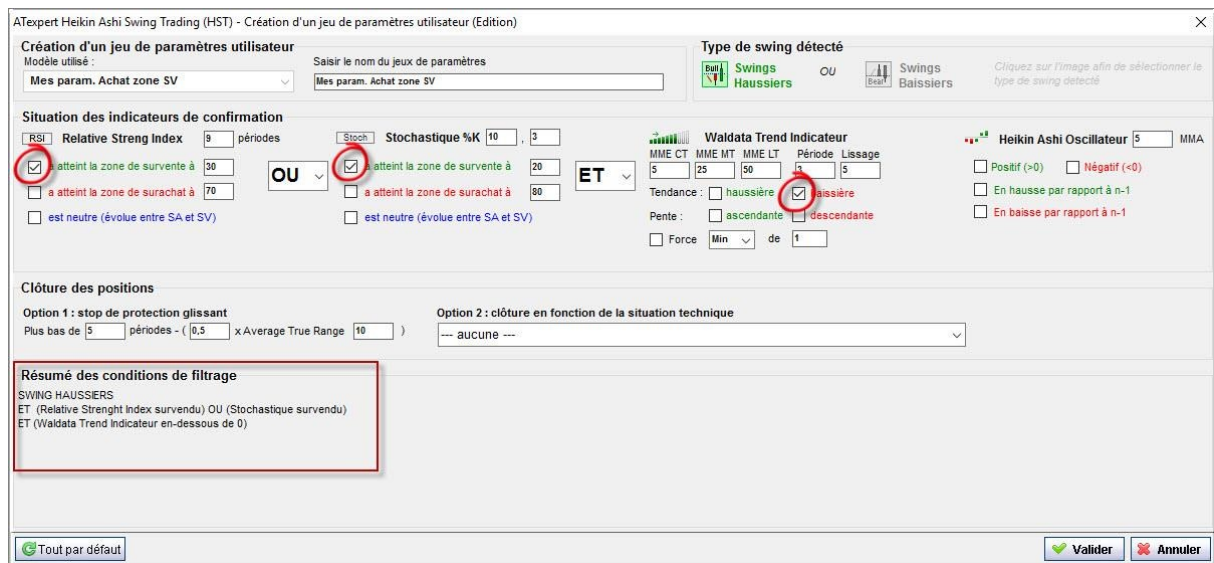 ATexpert Heikin Ashi Swing Trading (HST) - Création d'un jeu de paramètres utilisateur (Edition)
Création d'un jeu de paramètres utilisateur
Modèle utilisé :
Saisir le nom du jeux de paramètres
Mes param. Achat zone SV
Mes param. Achat zone SV
Type de swing détecté
Bull
Swings Haussiers
OU
Bear
Swings Baissiers
Cliquez sur l'image afin de sélectionner le
type de swing detecté
Situation des indicateurs de confirmation
RSI Relative Streng Index 9 périodes
a atteint la zone de survente à 30
a atteint la zone de surachat à 70
est neutre (évolue entre SA et SV)
OU
Stoch Stochastique %K 10 , 3
a atteint la zone de survente à 20
a atteint la zone de surachat à 80
est neutre (évolue entre SA et SV)
ET
Waldata Trend Indicateur
MME CT MME MT MME LT Période Lissage
5 25 50 3 5
Tendance : haussière baissière
Pente : ascendante descendante
Force Min de 1
Heikin Ashi Oscillateur 5 MMA
Positif (>0) Négatif (<0)
En hausse par rapport à n-1
En baisse par rapport à n-1
Clôture des positions
Option 1 : stop de protection glissant
Plus bas de 5 périodes - ( 0,5 x Average True Range 10 )
Option 2 : clôture en fonction de la situation technique
--- aucune ---
Résumé des conditions de filtrage
SWING HAUSSIERS
ET (Relative Strenght Index survendu) OU (Stochastique survendu)
ET (Waldata Trend Indicateur en-dessous de 0)
Tout par défaut
Valider
Annuler